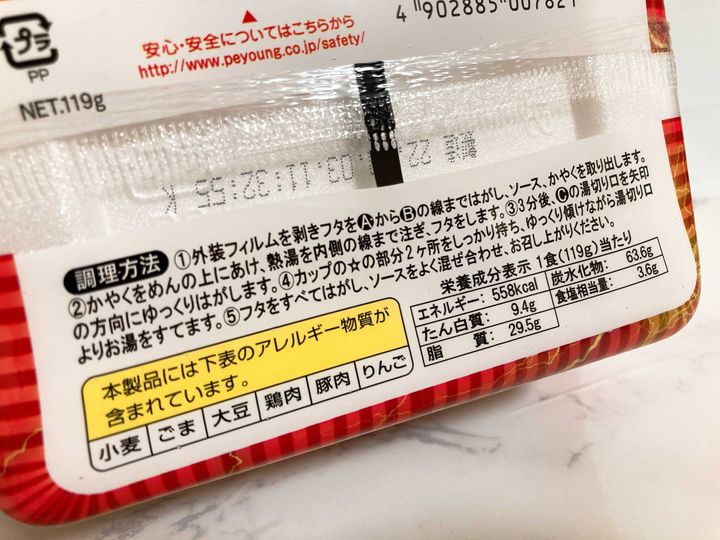 4 902885 007821
プラ
PP
▲
安心・安全についてはこちらから
http://www.peyoung.co.jp/safety/
NET.119g
製造 22.03.03 11:32:55 K
調理方法 ①外装フィルムを剥きフタをⒶからⒷの線まではがし、ソース、かやくを取り出します。
②かやくをめんの上にあけ、熱湯を内側の線まで注ぎ、フタをします。③3分後、Ⓒの湯切り口を矢印
の方向にゆっくりはがします。④カップの★の部分2ヶ所をしっかり持ち、ゆっくり傾けながら湯切り口
よりお湯をすてます。⑤フタをすべてはがし、ソースをよく混ぜ合わせ、お召し上がりください。
本製品には下表のアレルギー物質が
含まれています。
小麦 ごま 大豆 鶏肉 豚肉 りんご
栄養成分表示 1食(119g)当たり
エネルギー: 558kcal 炭水化物: 63.6g
たん白質: 9.4g 食塩相当量: 3.6g
脂質: 29.5g